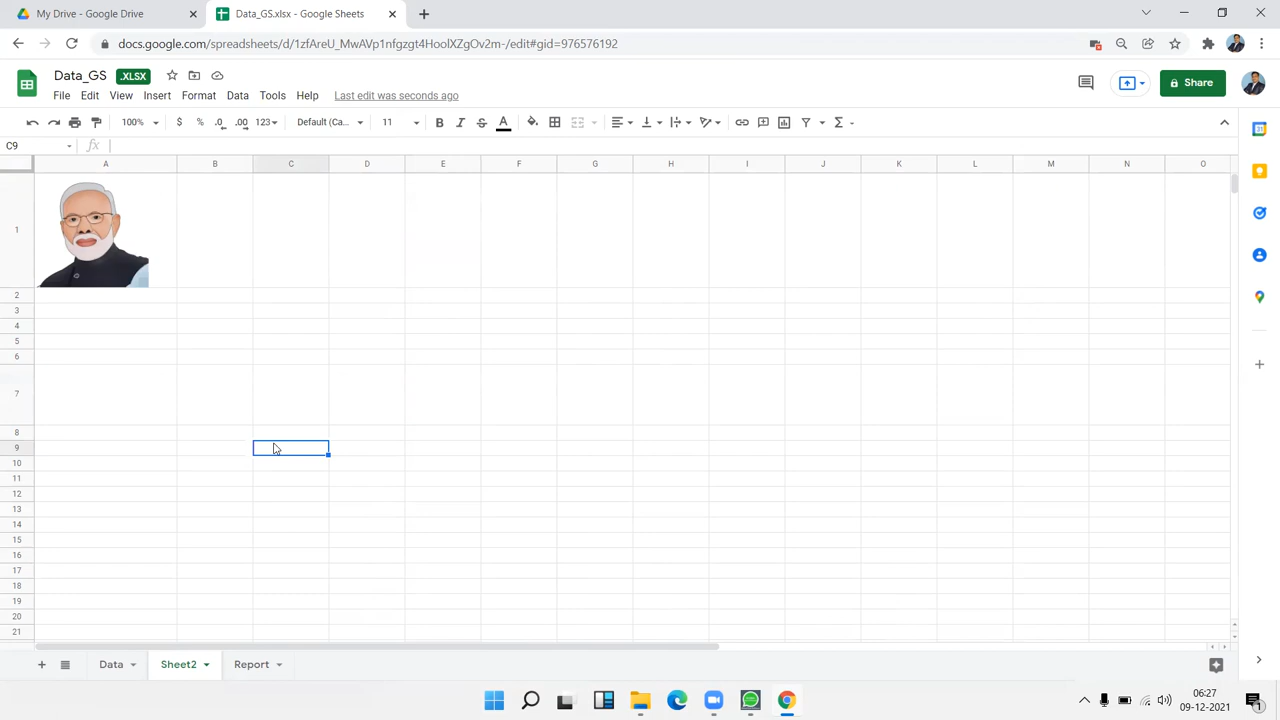 My Drive - Google Drive
Data_GS.xlsx - Google Sheets
docs.google.com/spreadsheets/d/1zfAreU_MwAVp1nfgzgt4HoolXZgOv2m-/edit#gid=976576192
Data_GS .XLSX
File Edit View Insert Format Data Tools Help Last edit was seconds ago
Share
100% $ % .0 .00 123 Default (Ca... 11 B I S A
C9 fx
A B C D E F G H I J K L M N O
1
2
3
4
5
6
7
8
9
10
11
12
13
14
15
16
17
18
19
20
21
Data Sheet2 Report
06:27
09-12-2021